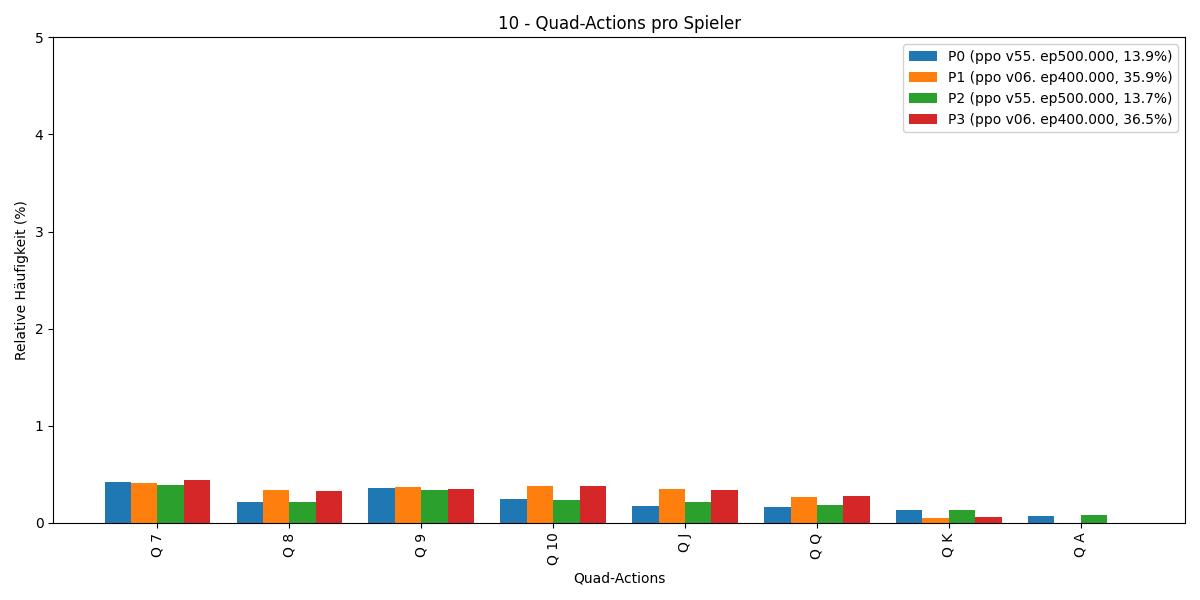 10 - Quad-Actions pro Spieler
P0 (ppo v55. ep500.000, 13.9%)
P1 (ppo v06. ep400.000, 35.9%)
P2 (ppo v55. ep500.000, 13.7%)
P3 (ppo v06. ep400.000, 36.5%)
Relative Häufigkeit (%)
5
4
3
2
1
0
Q 7
Q 8
Q 9
Q 10
Q J
Q Q
Q K
Q A
Quad-Actions